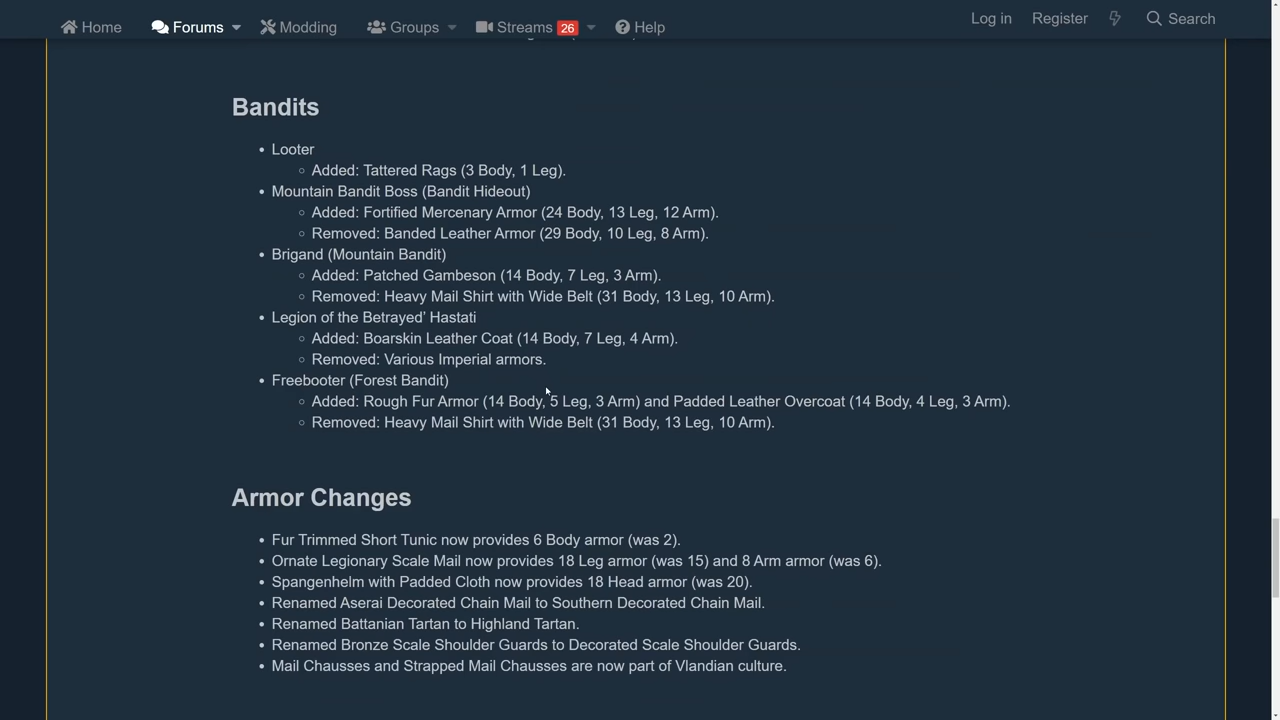 Home
Forums
Modding
Groups
Streams 26
Help
Log in
Register
Search
Bandits
Looter
Added: Tattered Rags (3 Body, 1 Leg).
Mountain Bandit Boss (Bandit Hideout)
Added: Fortified Mercenary Armor (24 Body, 13 Leg, 12 Arm).
Removed: Banded Leather Armor (29 Body, 10 Leg, 8 Arm).
Brigand (Mountain Bandit)
Added: Patched Gambeson (14 Body, 7 Leg, 3 Arm).
Removed: Heavy Mail Shirt with Wide Belt (31 Body, 13 Leg, 10 Arm).
Legion of the Betrayed’ Hastati
Added: Boarskin Leather Coat (14 Body, 7 Leg, 4 Arm).
Removed: Various Imperial armors.
Freebooter (Forest Bandit)
Added: Rough Fur Armor (14 Body, 5 Leg, 3 Arm) and Padded Leather Overcoat (14 Body, 4 Leg, 3 Arm).
Removed: Heavy Mail Shirt with Wide Belt (31 Body, 13 Leg, 10 Arm).
Armor Changes
Fur Trimmed Short Tunic now provides 6 Body armor (was 2).
Ornate Legionary Scale Mail now provides 18 Leg armor (was 15) and 8 Arm armor (was 6).
Spangenhelm with Padded Cloth now provides 18 Head armor (was 20).
Renamed Aserai Decorated Chain Mail to Southern Decorated Chain Mail.
Renamed Battanian Tartan to Highland Tartan.
Renamed Bronze Scale Shoulder Guards to Decorated Scale Shoulder Guards.
Mail Chausses and Strapped Mail Chausses are now part of Vlandian culture.